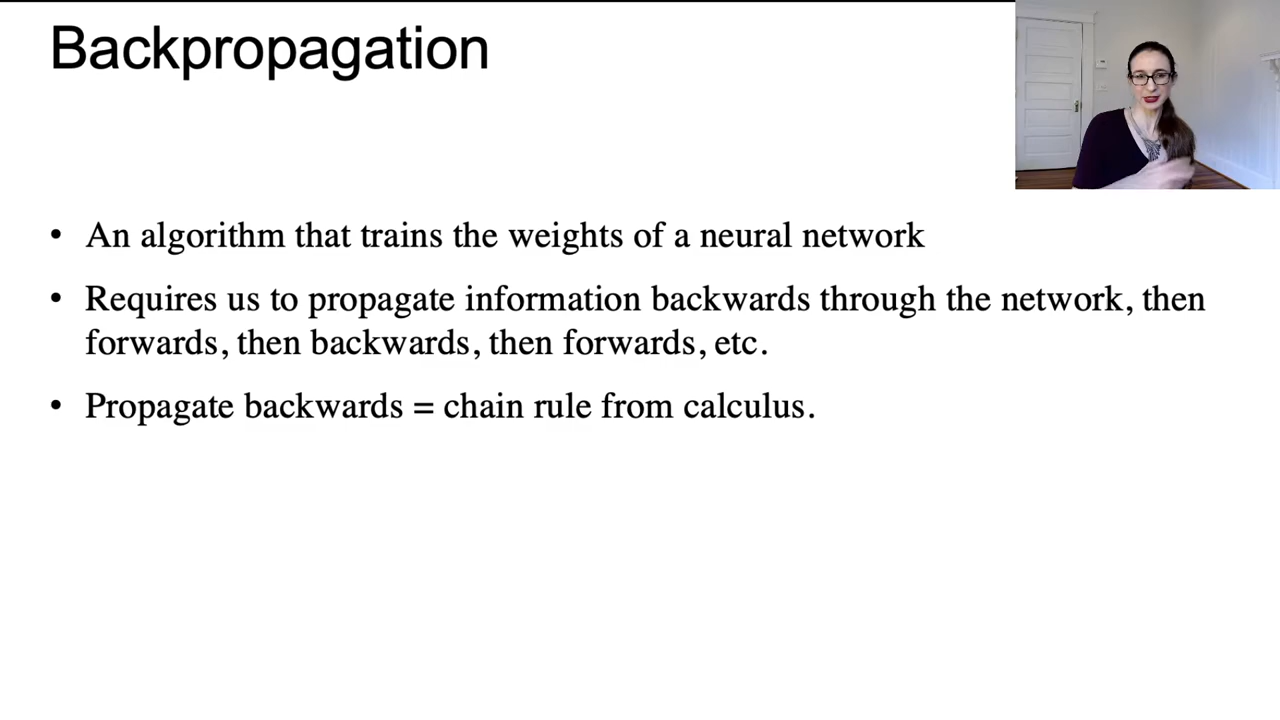 Backpropagation
• An algorithm that trains the weights of a neural network
• Requires us to propagate information backwards through the network, then
forwards, then backwards, then forwards, etc.
• Propagate backwards = chain rule from calculus.